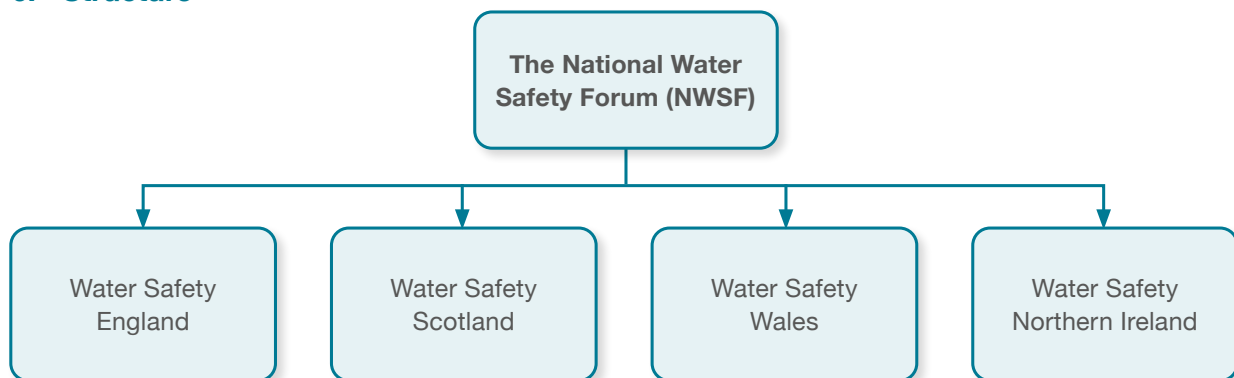 Structure
The National Water
Safety Forum (NWSF)
Water Safety
England
Water Safety
Scotland
Water Safety
Wales
Water Safety
Northern Ireland